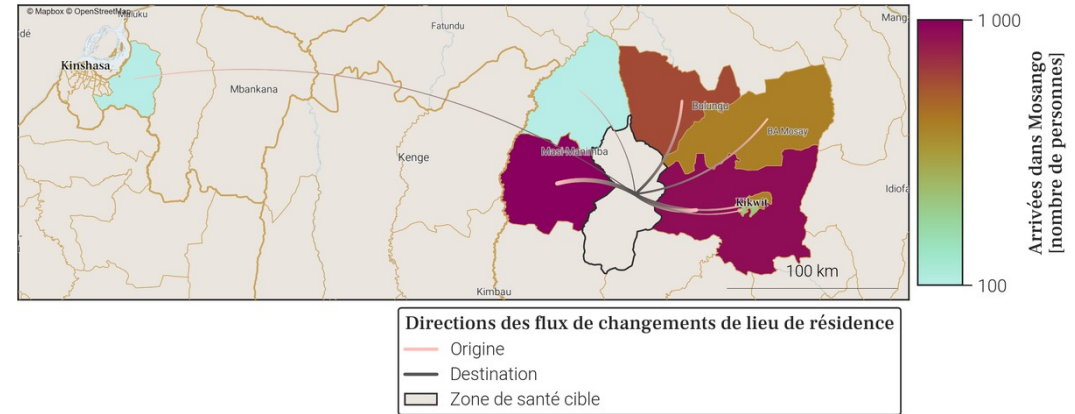 © Mapbox © OpenStreetMap
Maluku
Fatundu
Manga
dé
Kinshasa
Mbankana
Bulungu
BA Mosay
Kenge
Masi-Manimba
Idiofa
Kikwit
100 km
Kimbau
1 000
100
Arrivées dans Mosango
[nombre de personnes]
Directions des flux de changements de lieu de résidence
Origine
Destination
Zone de santé cible